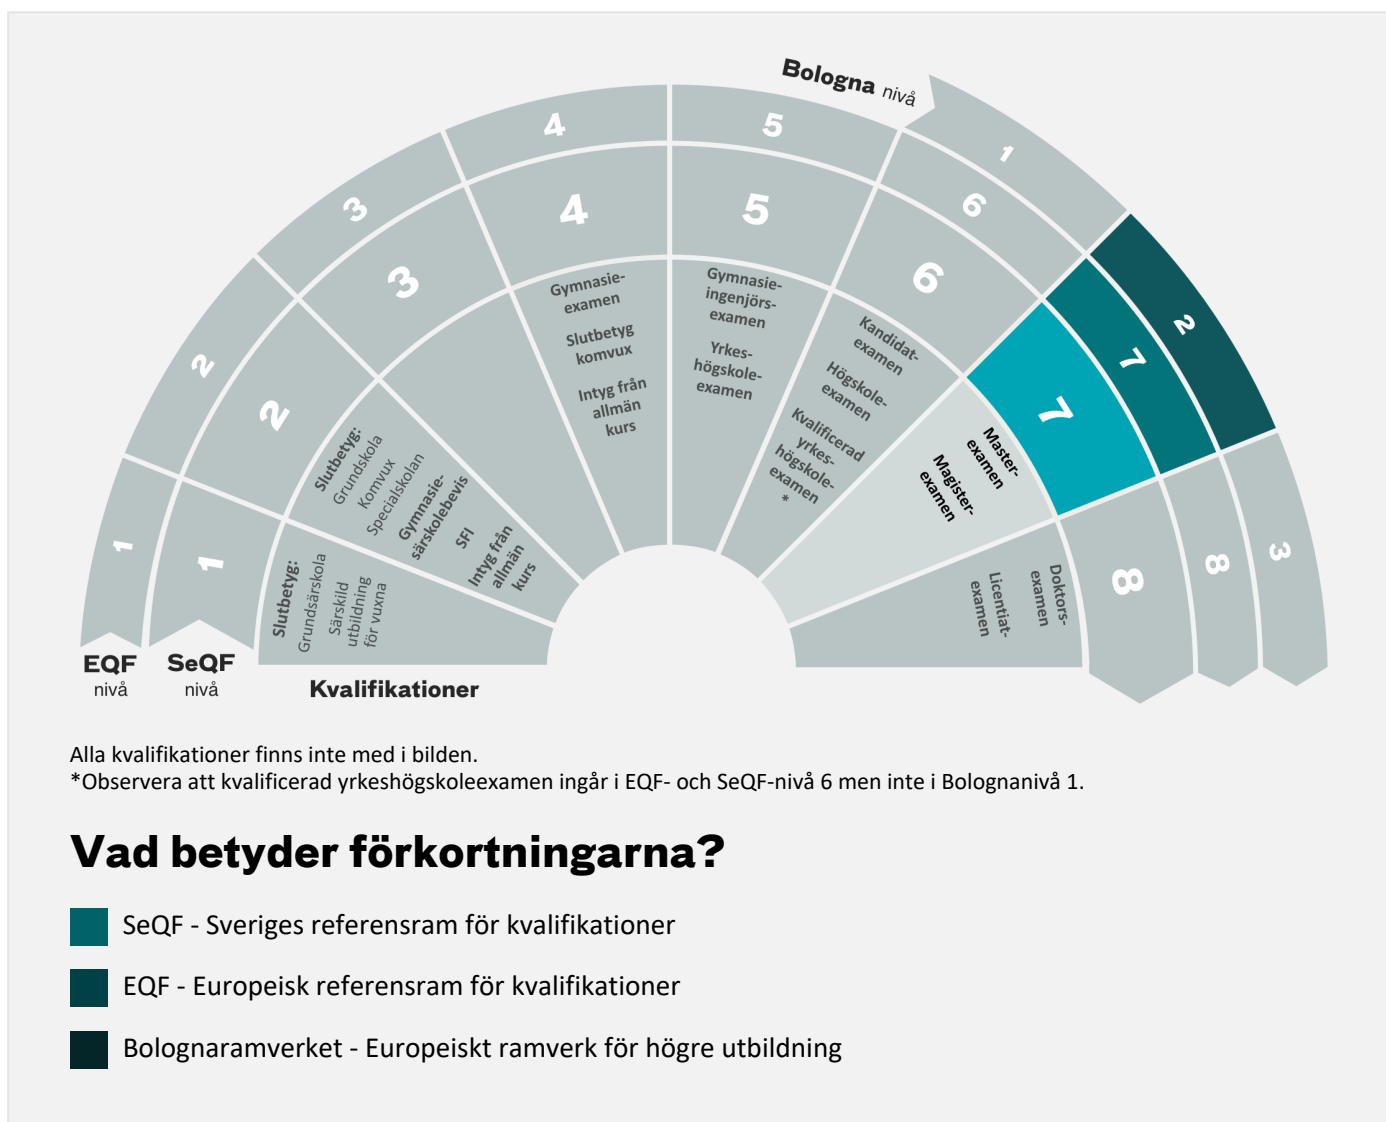 Bologna nivå
1
2
3
4
5
1
2
3
6
7
8
1
2
3
4
5
6
7
8
Slutbetyg:
Grundsärskola
Särskild
utbildning
för vuxna
Slutbetyg:
Grundskola
Komvux
Specialskolan
Gymnasie-
särskolebevis
SFI
Intyg från
allmän
kurs
Gymnasie-
examen
Slutbetyg
komvux
Intyg från
allmän
kurs
Gymnasie-
ingenjörs-
examen
Yrkes-
högskole-
examen
Kandidat-
examen
Högskole-
examen
Kvalificerad
yrkes-
högskole-
examen
*
Master-
examen
Magister-
examen
Doktors-
examen
Licentiat-
examen
EQF
nivå
SeQF
nivå
Kvalifikationer
Alla kvalifikationer finns inte med i bilden.
*Observera att kvalificerad yrkeshögskoleexamen ingår i EQF- och SeQF-nivå 6 men inte i Bolognanivå 1.
Vad betyder förkortningarna?
SeQF - Sveriges referensram för kvalifikationer
EQF - Europeisk referensram för kvalifikationer
Bolognaramverket - Europeiskt ramverk för högre utbildning